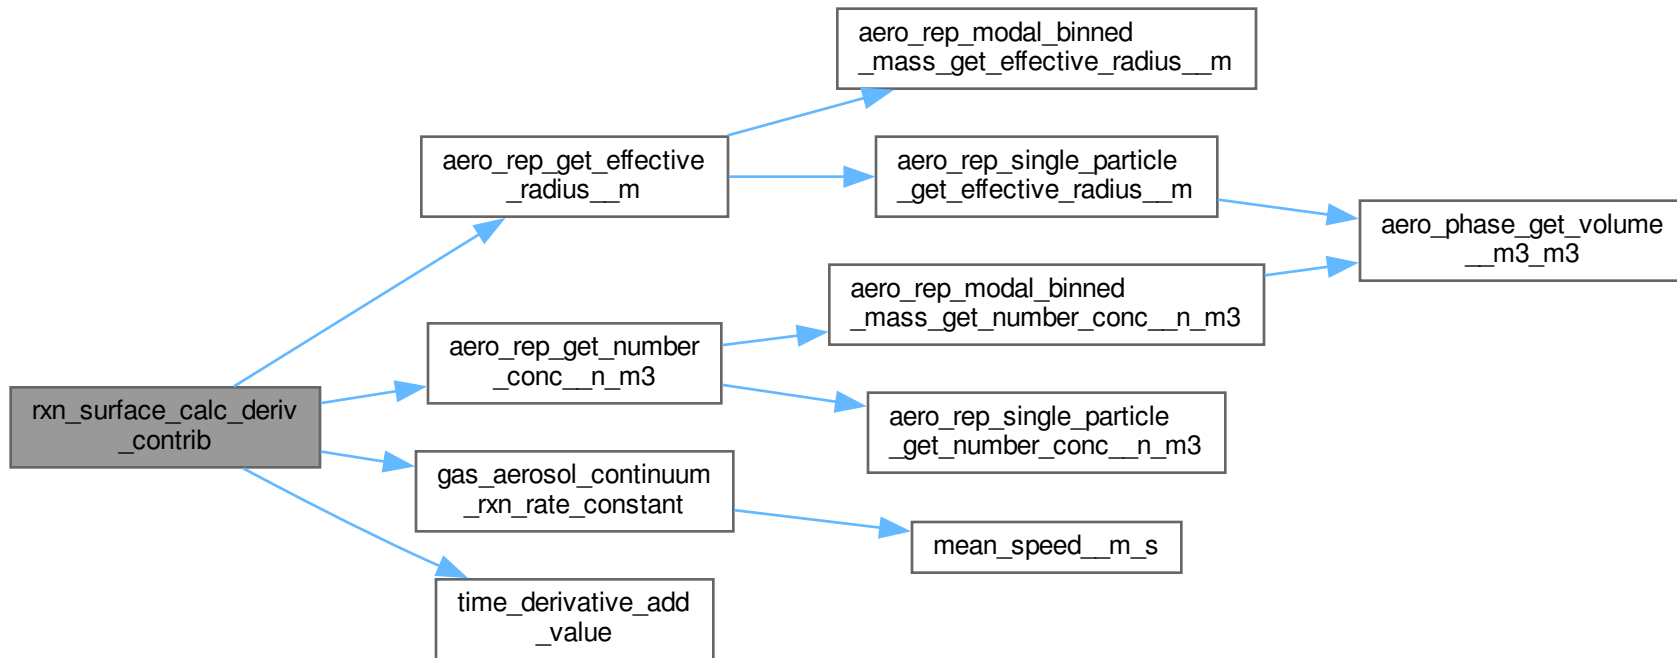 aero_rep_modal_binned
_mass_get_effective_radius__m
aero_rep_get_effective
_radius__m
aero_rep_single_particle
_get_effective_radius__m
aero_phase_get_volume
__m3_m3
aero_rep_modal_binned
_mass_get_number_conc__n_m3
aero_rep_get_number
_conc__n_m3
rxn_surface_calc_deriv
_contrib
aero_rep_single_particle
_get_number_conc__n_m3
gas_aerosol_continuum
_rxn_rate_constant
mean_speed__m_s
time_derivative_add
_value